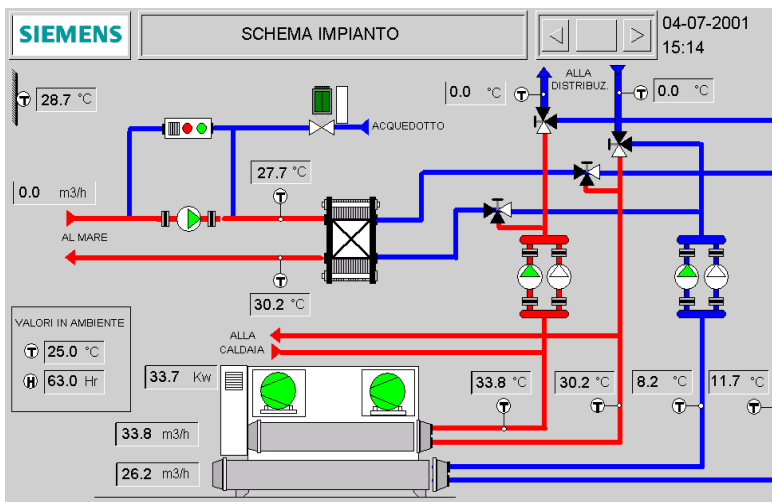 SIEMENS
SCHEMA IMPIANTO
04-07-2001
15:14
T 28.7 °C
0.0 °C T
ALLA
DISTRIBUZ.
T 0.0 °C
ACQUEDOTTO
27.7 °C
T
0.0 m3/h
AL MARE
T
30.2 °C
VALORI IN AMBIENTE
T 25.0 °C
H 63.0 Hr
ALLA
CALDAIA
33.7 Kw
33.8 °C
30.2 °C
8.2 °C
11.7 °C
T
T
T
T
33.8 m3/h
26.2 m3/h